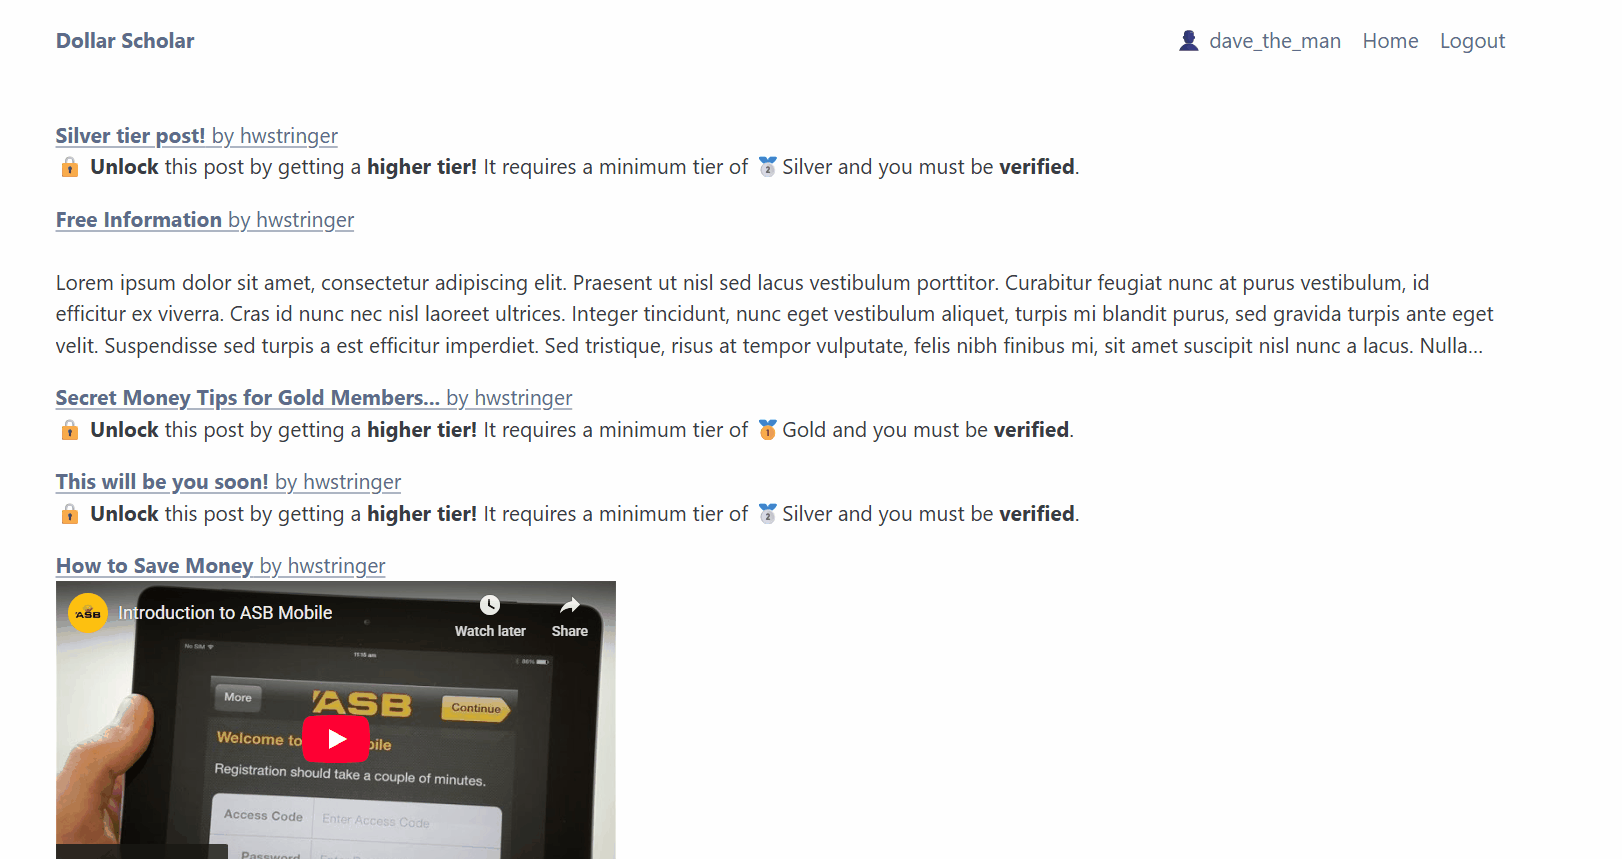 Dollar Scholar
dave_the_man Home Logout
Silver tier post! by hwstringer
Unlock this post by getting a higher tier! It requires a minimum tier of 2 Silver and you must be verified.
Free Information by hwstringer
Lorem ipsum dolor sit amet, consectetur adipiscing elit. Praesent ut nisl sed lacus vestibulum porttitor. Curabitur feugiat nunc at purus vestibulum, id
efficitur ex viverra. Cras id nunc nec nisl laoreet ultrices. Integer tincidunt, nunc eget vestibulum aliquet, turpis mi blandit purus, sed gravida turpis ante eget
velit. Suspendisse sed turpis a est efficitur imperdiet. Sed tristique, risus at tempor vulputate, felis nibh finibus mi, sit amet suscipit nisl nunc a lacus. Nulla...
Secret Money Tips for Gold Members... by hwstringer
Unlock this post by getting a higher tier! It requires a minimum tier of 1 Gold and you must be verified.
This will be you soon! by hwstringer
Unlock this post by getting a higher tier! It requires a minimum tier of 2 Silver and you must be verified.
How to Save Money by hwstringer
ASB Introduction to ASB Mobile
Watch later Share
No SIM 11:15 am 86%
More ASB Continue
Welcome to
Registration should take a couple of minutes.
Access Code Enter Access Code
Password